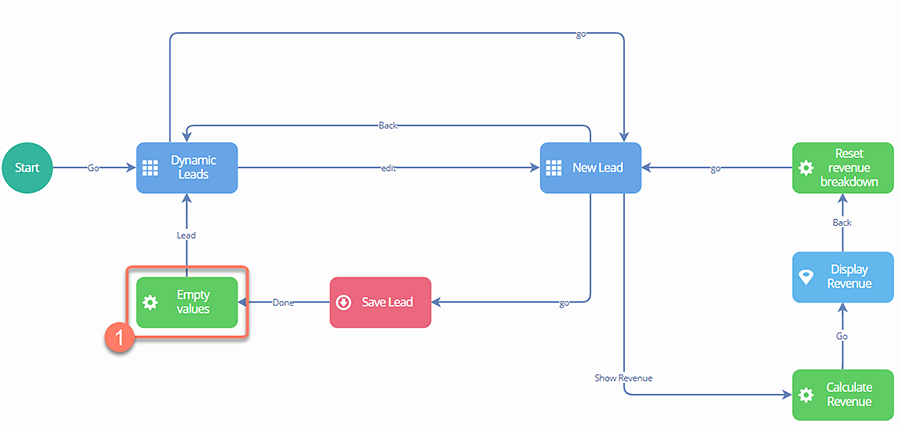 go
Back
Start
Go
Dynamic
Leads
edit
New Lead
go
Reset
revenue
breakdown
Lead
Back
Empty
values
Done
Save Lead
go
Display
Revenue
1
Go
Show Revenue
Calculate
Revenue